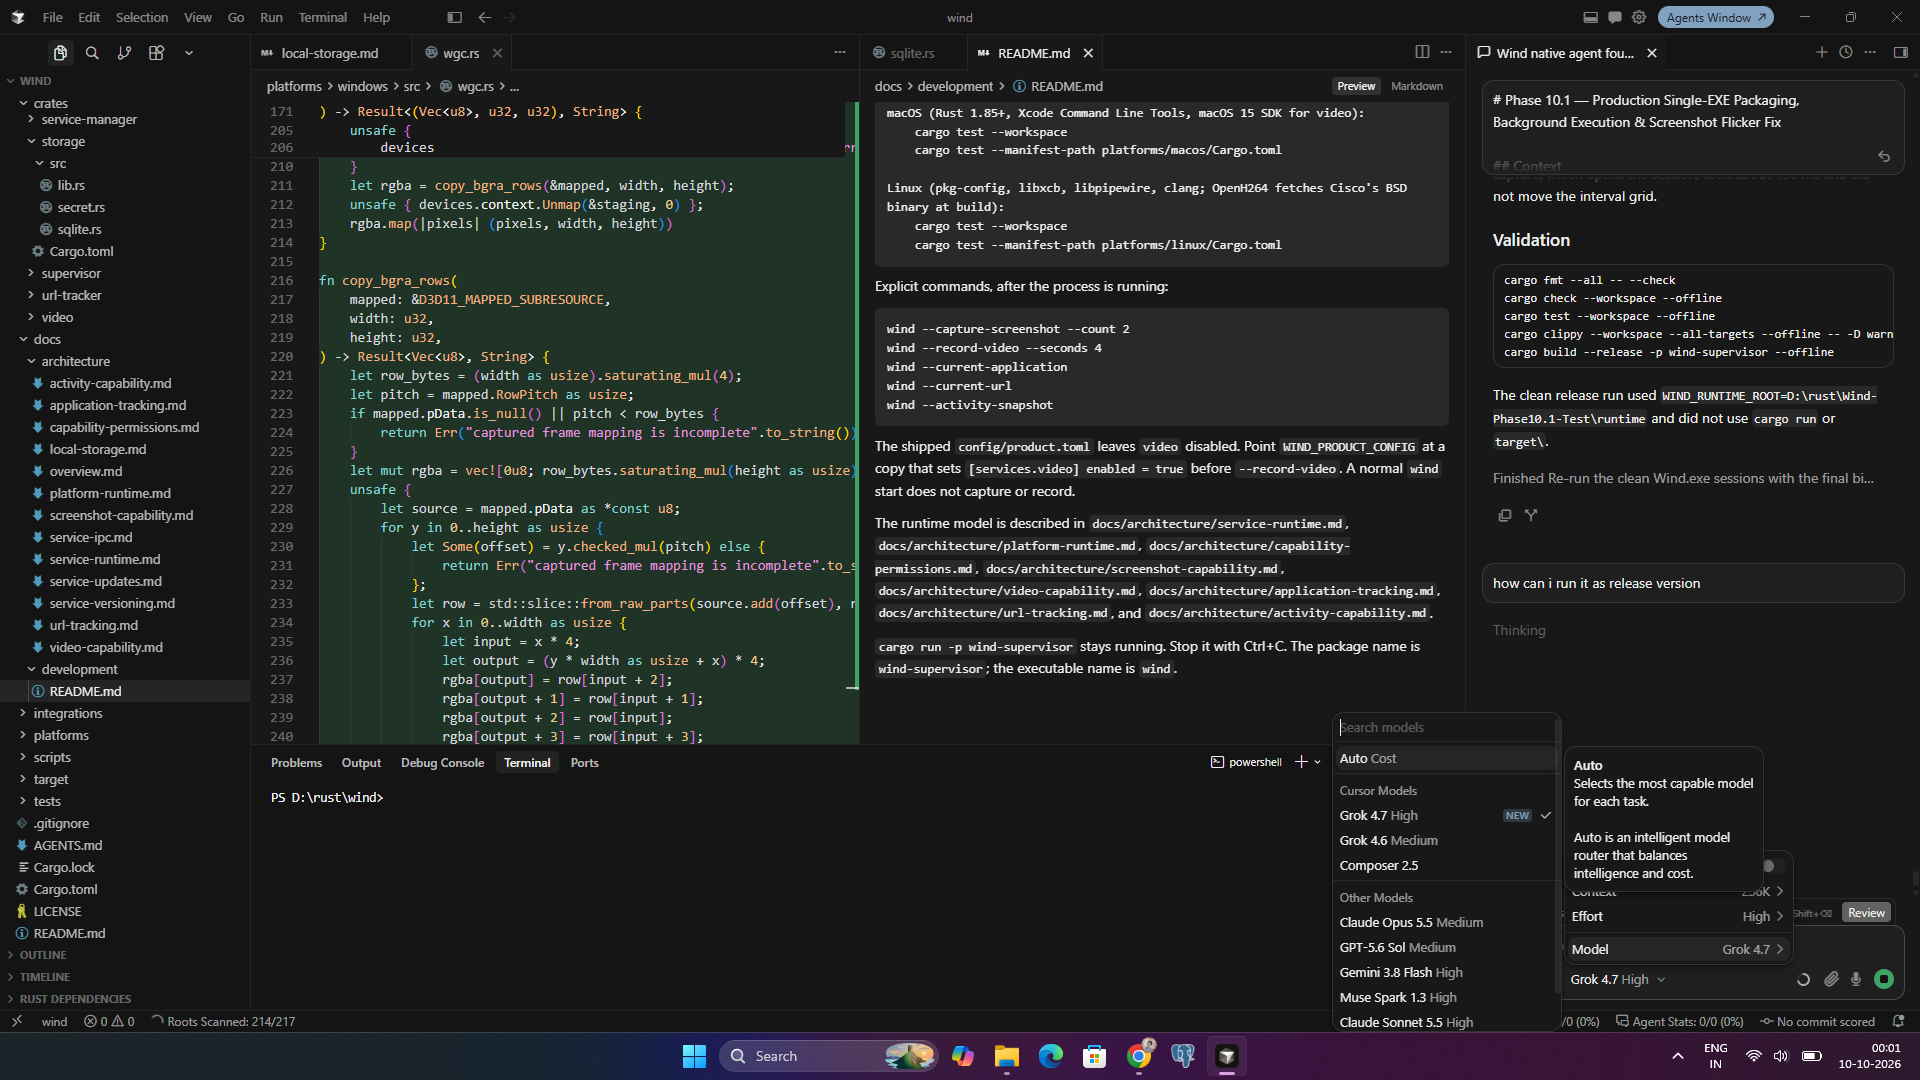 File Edit Selection View Go Run Terminal Help
wind
Agents Window
WIND
crates
service-manager
storage
src
lib.rs
secret.rs
sqlite.rs
Cargo.toml
supervisor
url-tracker
video
docs
architecture
activity-capability.md
application-tracking.md
capability-permissions.md
local-storage.md
overview.md
platform-runtime.md
screenshot-capability.md
service-ipc.md
service-runtime.md
service-updates.md
service-versioning.md
url-tracking.md
video-capability.md
development
README.md
integrations
platforms
scripts
target
tests
.gitignore
AGENTS.md
Cargo.lock
Cargo.toml
LICENSE
README.md
OUTLINE
TIMELINE
RUST DEPENDENCIES
local-storage.md
wgc.rs
platforms > windows > src > wgc.rs > ...
171 ) -> Result<(Vec<u8>, u32, u32), String> {
205 unsafe {
206 devices
210 }
211 let rgba = copy_bgra_rows(&mapped, width, height);
212 unsafe { devices.context.Unmap(&staging, 0) };
213 rgba.map(|pixels| (pixels, width, height))
214 }
215
216 fn copy_bgra_rows(
217 mapped: &D3D11_MAPPED_SUBRESOURCE,
218 width: u32,
219 height: u32,
220 ) -> Result<Vec<u8>, String> {
221 let row_bytes = (width as usize).saturating_mul(4);
222 let pitch = mapped.RowPitch as usize;
223 if mapped.pData.is_null() || pitch < row_bytes {
224 return Err("captured frame mapping is incomplete".to_string())
225 }
226 let mut rgba = vec![0u8; row_bytes.saturating_mul(height as usize)
227 unsafe {
228 let source = mapped.pData as *const u8;
229 for y in 0..height as usize {
230 let Some(offset) = y.checked_mul(pitch) else {
231 return Err("captured frame mapping is incomplete".to_s
232 };
233 let row = std::slice::from_raw_parts(source.add(offset), r
234 for x in 0..width as usize {
235 let input = x * 4;
236 let output = (y * width as usize + x) * 4;
237 rgba[output] = row[input + 2];
238 rgba[output + 1] = row[input + 1];
239 rgba[output + 2] = row[input];
240 rgba[output + 3] = row[input + 3];
sqlite.rs
README.md
docs > development > README.md
Preview Markdown
macOS (Rust 1.85+, Xcode Command Line Tools, macOS 15 SDK for video):
cargo test --workspace
cargo test --manifest-path platforms/macos/Cargo.toml
Linux (pkg-config, libxcb, libpipewire, clang; OpenH264 fetches Cisco's BSD
binary at build):
cargo test --workspace
cargo test --manifest-path platforms/linux/Cargo.toml
Explicit commands, after the process is running:
wind --capture-screenshot --count 2
wind --record-video --seconds 4
wind --current-application
wind --current-url
wind --activity-snapshot
The shipped config/product.toml leaves video disabled. Point WIND_PRODUCT_CONFIG at a
copy that sets [services.video] enabled = true before --record-video. A normal wind
start does not capture or record.
The runtime model is described in docs/architecture/service-runtime.md,
docs/architecture/platform-runtime.md, docs/architecture/capability-
permissions.md, docs/architecture/screenshot-capability.md,
docs/architecture/video-capability.md, docs/architecture/application-tracking.md,
docs/architecture/url-tracking.md, and docs/architecture/activity-capability.md.
cargo run -p wind-supervisor stays running. Stop it with Ctrl+C. The package name is
wind-supervisor; the executable name is wind.
Problems Output Debug Console Terminal Ports
powershell
PS D:\rust\wind>
Wind native agent fou...
# Phase 10.1 — Production Single-EXE Packaging,
Background Execution & Screenshot Flicker Fix
## Context
not move the interval grid.
Validation
cargo fmt --all -- --check
cargo check --workspace --offline
cargo test --workspace --offline
cargo clippy --workspace --all-targets --offline -- -D warn
cargo build --release -p wind-supervisor --offline
The clean release run used WIND_RUNTIME_ROOT=D:\rust\Wind-
Phase10.1-Test\runtime and did not use cargo run or
target\.
Finished Re-run the clean Wind.exe sessions with the final bi...
how can i run it as release version
Thinking
Search models
Auto Cost
Cursor Models
Grok 4.7 High NEW
Grok 4.6 Medium
Composer 2.5
Other Models
Claude Opus 5.5 Medium
GPT-5.6 Sol Medium
Gemini 3.8 Flash High
Muse Spark 1.3 High
Claude Sonnet 5.5 High
Auto
Selects the most capable model
for each task.
Auto is an intelligent model
router that balances
intelligence and cost.
Context
Effort High
Model Grok 4.7
Shift+
Review
Grok 4.7 High
wind
0 0
Roots Scanned: 214/217
/0 (0%)
Agent Stats: 0/0 (0%)
No commit scored
Search
ENG
IN
00:01
10-10-2026